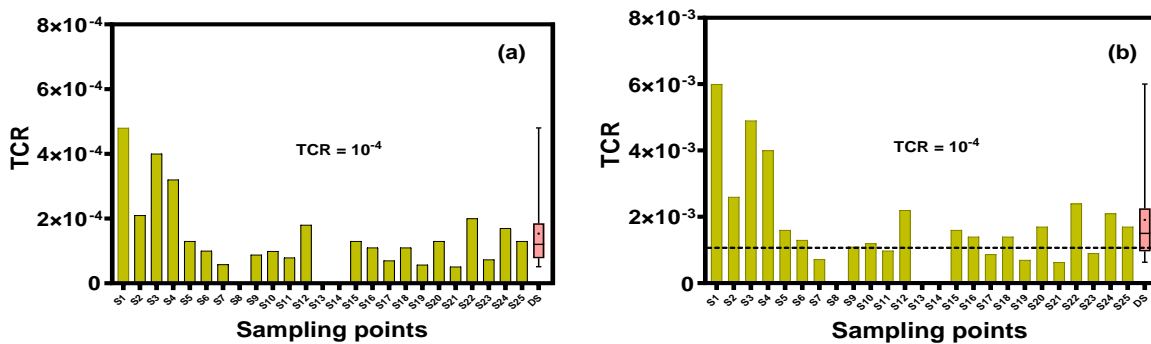 (a)
TCR
8×10⁻⁴
6×10⁻⁴
4×10⁻⁴
2×10⁻⁴
0
TCR = 10⁻⁴
S1 S2 S3 S4 S5 S6 S7 S8 S9 S10 S11 S12 S13 S14 S15 S16 S17 S18 S19 S20 S21 S22 S23 S24 S25 DS
Sampling points
(b)
TCR
8×10⁻³
6×10⁻³
4×10⁻³
2×10⁻³
0
TCR = 10⁻⁴
S1 S2 S3 S4 S5 S6 S7 S8 S9 S10 S11 S12 S13 S14 S15 S16 S17 S18 S19 S20 S21 S22 S23 S24 S25 DS
Sampling points